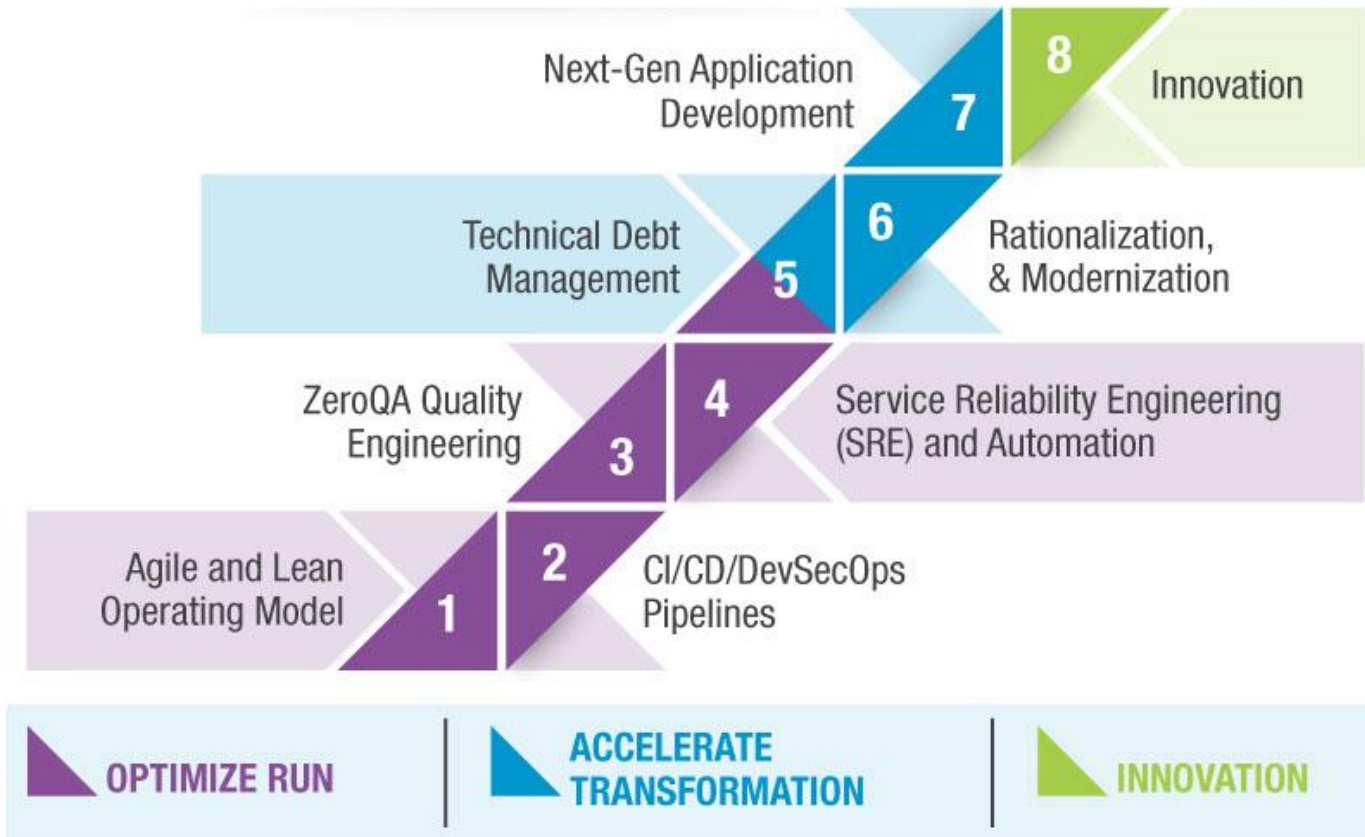 Next-Gen Application
Development
7
8
Innovation
Technical Debt
Management
5
6
Rationalization,
& Modernization
ZeroQA Quality
Engineering
3
4
Service Reliability Engineering
(SRE) and Automation
Agile and Lean
Operating Model
1
2
CI/CD/DevSecOps
Pipelines
OPTIMIZE RUN
ACCELERATE
TRANSFORMATION
INNOVATION